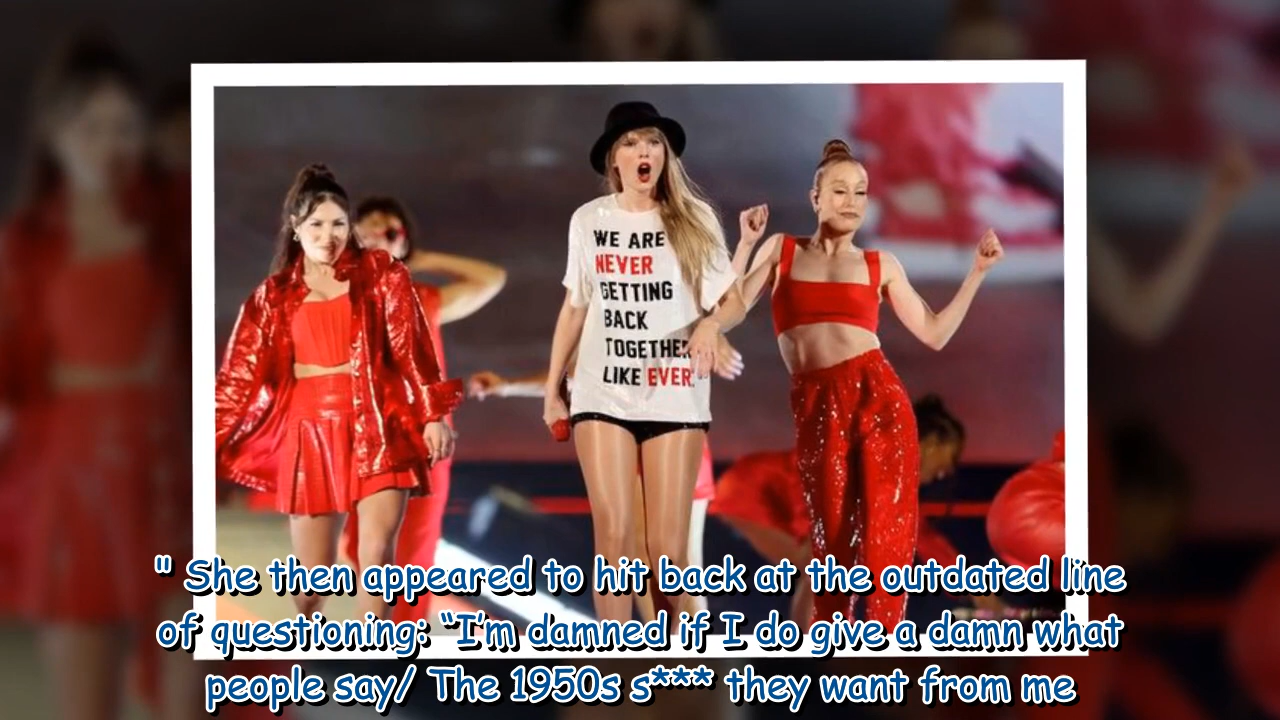 WE ARE
NEVER
GETTING
BACK
TOGETHER
LIKE EVER.
" She then appeared to hit back at the outdated line
of questioning: “I’m damned if I do give a damn what
people say/ The 1950s s*** they want from me